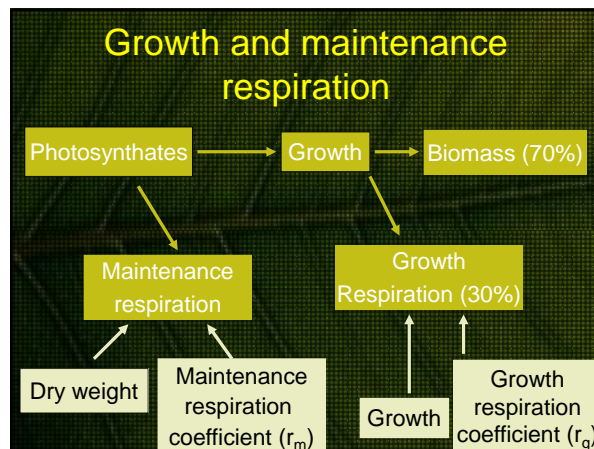 Growth and maintenance
respiration
Photosynthates
Growth
Biomass (70%)
Maintenance
respiration
Growth
Respiration (30%)
Dry weight
Maintenance
respiration
coefficient (rm)
Growth
Growth
respiration
coefficient (rg)